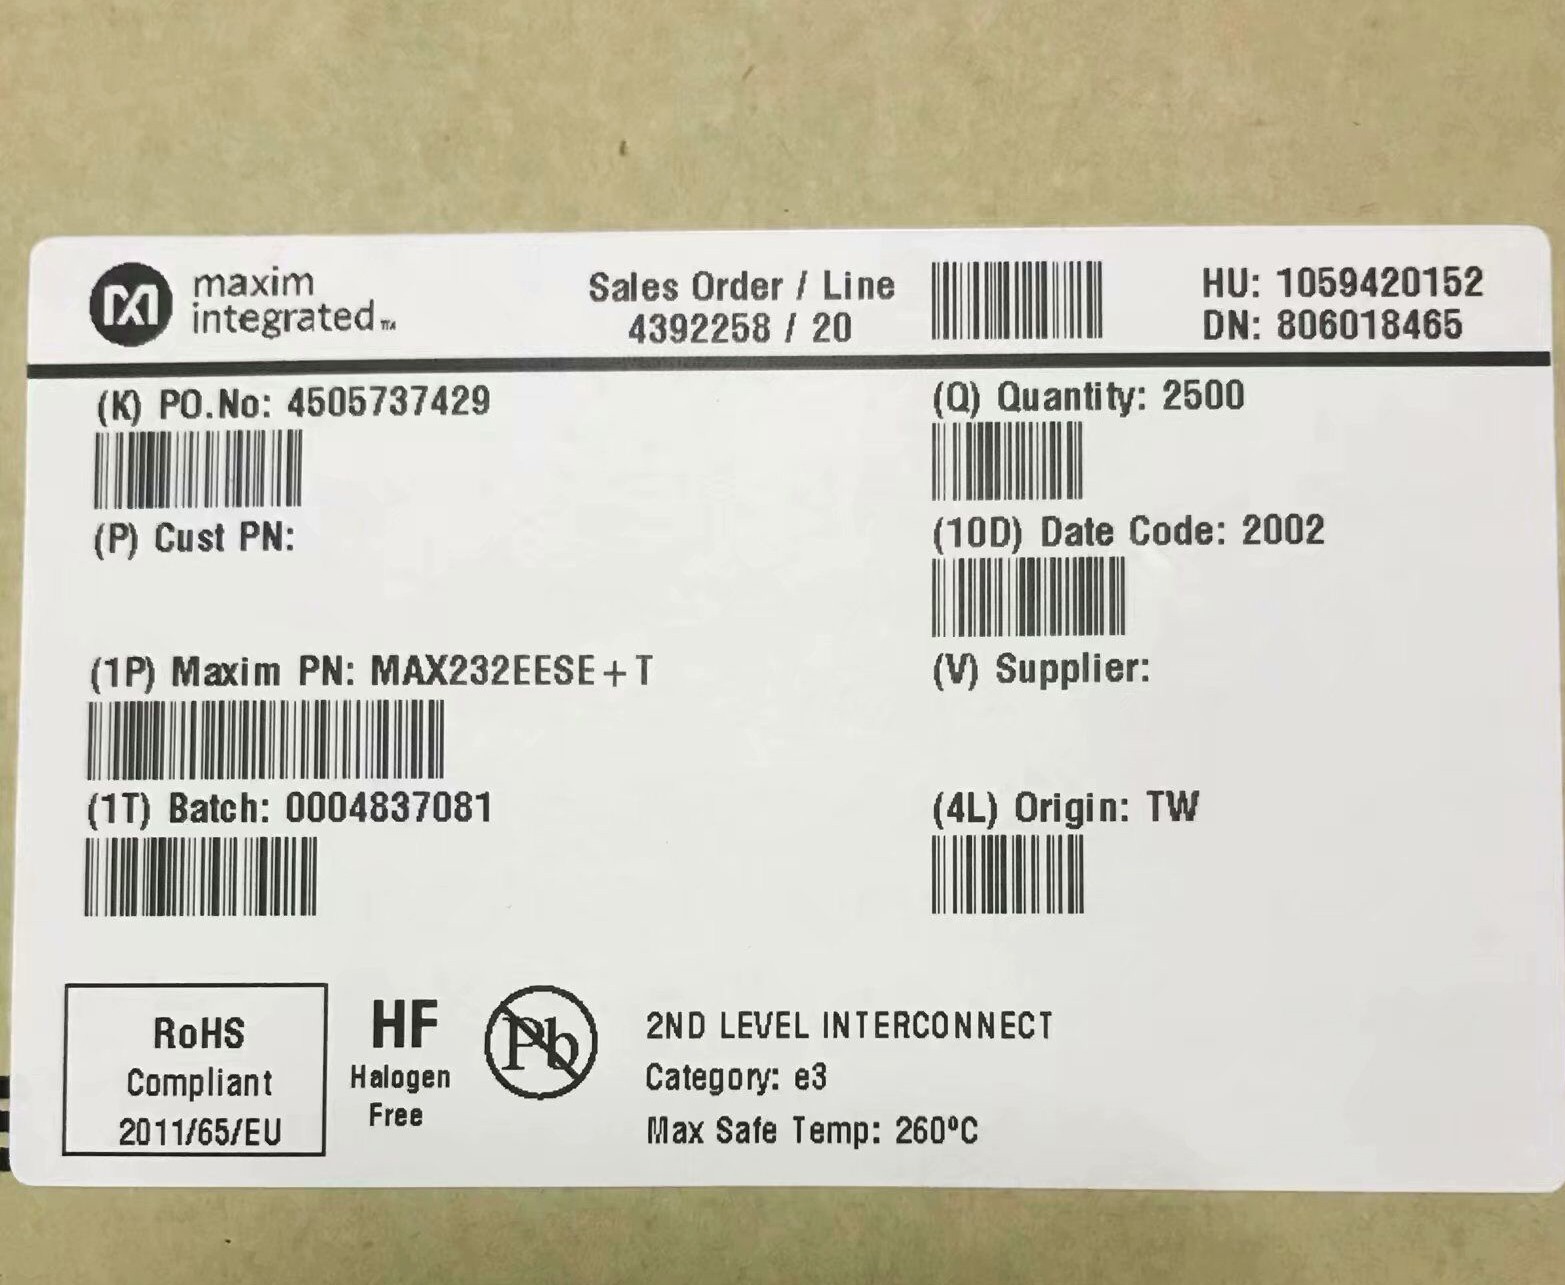 maxim
integrated™
Sales Order / Line
4392258 / 20
HU: 1059420152
DN: 806018465
(K) PO.No: 4505737429
(Q) Quantity: 2500
(P) Cust PN:
(10D) Date Code: 2002
(1P) Maxim PN: MAX232EESE+T
(V) Supplier:
(1T) Batch: 0004837081
(4L) Origin: TW
RoHS
Compliant
2011/65/EU
HF
Halogen
Free
Pb
2ND LEVEL INTERCONNECT
Category: e3
Max Safe Temp: 260ºC